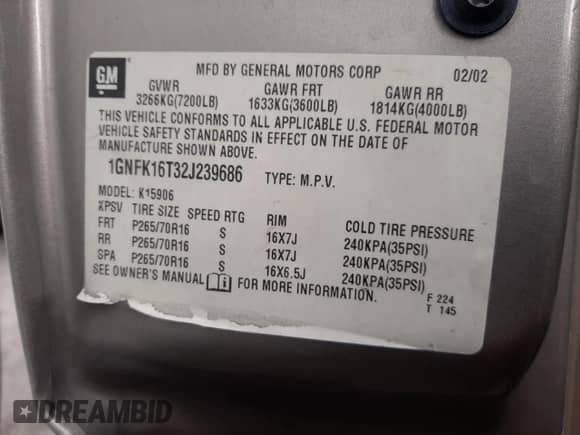 GM
MFD BY GENERAL MOTORS CORP 02/02
GVWR GAWR FRT GAWR RR
3266KG(7200LB) 1633KG(3600LB) 1814KG(4000LB)
THIS VEHICLE CONFORMS TO ALL APPLICABLE U.S. FEDERAL MOTOR
VEHICLE SAFETY STANDARDS IN EFFECT ON THE DATE OF
MANUFACTURE SHOWN ABOVE.
1GNFK16T32J239686 TYPE: M.P.V.
MODEL: K15906
XPSV TIRE SIZE SPEED RTG RIM COLD TIRE PRESSURE
FRT P265/70R16 S 16X7J 240KPA(35PSI)
RR P265/70R16 S 16X7J 240KPA(35PSI)
SPA P265/70R16 S 16X6.5J 240KPA(35PSI)
SEE OWNER'S MANUAL FOR MORE INFORMATION.
F 224
T 145
DREAMBID